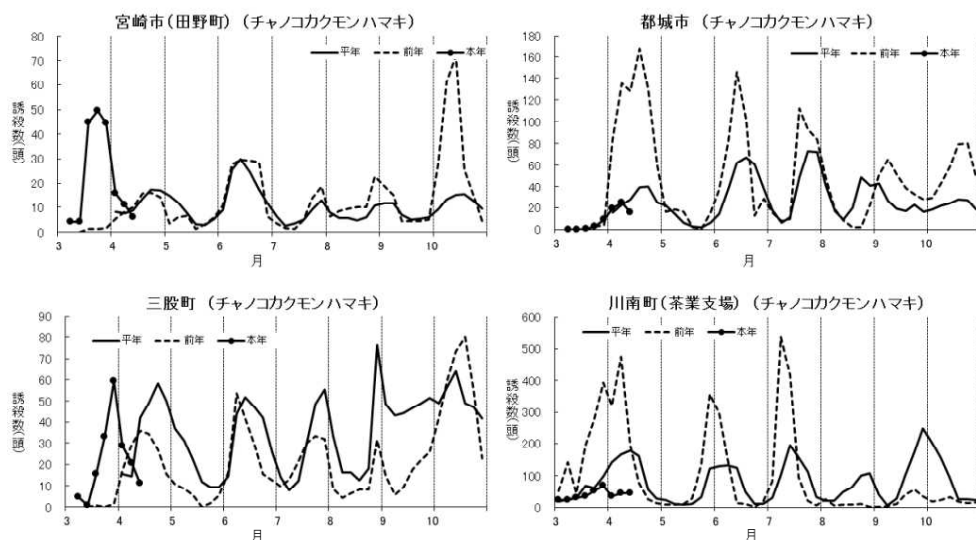 宮崎市(田野町) (チャノコカクモンハマキ)
平年 前年 本年
誘殺数(頭)
80
70
60
50
40
30
20
10
0
3 4 5 6 7 8 9 10
月
都城市 (チャノコカクモンハマキ)
平年 前年 本年
誘殺数(頭)
180
160
140
120
100
80
60
40
20
0
3 4 5 6 7 8 9 10
月
三股町 (チャノコカクモンハマキ)
平年 前年 本年
誘殺数(頭)
90
80
70
60
50
40
30
20
10
0
3 4 5 6 7 8 9 10
月
川南町(茶業支場) (チャノコカクモンハマキ)
平年 前年 本年
誘殺数(頭)
600
500
400
300
200
100
0
3 4 5 6 7 8 9 10
月